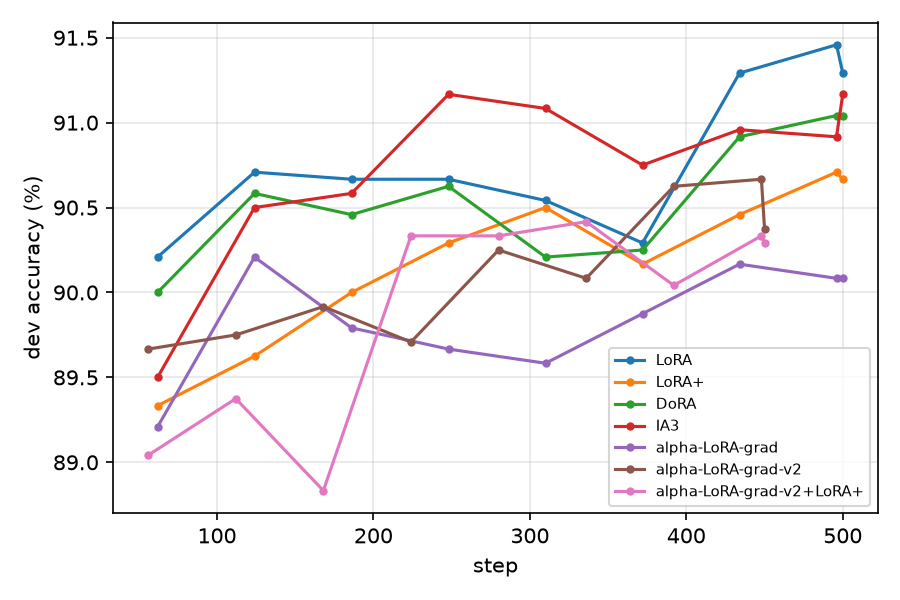 91.5
91.0
90.5
90.0
89.5
89.0
dev accuracy (%)
100 200 300 400 500
step
LoRA
LoRA+
DoRA
IA3
alpha-LoRA-grad
alpha-LoRA-grad-v2
alpha-LoRA-grad-v2+LoRA+